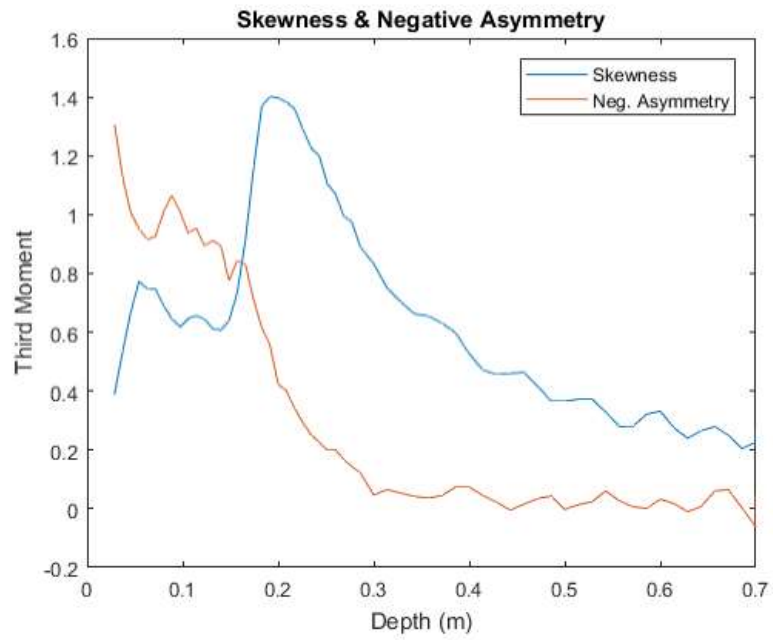 Skewness & Negative Asymmetry
1.6
1.4
1.2
1
0.8
0.6
0.4
0.2
0
-0.2
Third Moment
Skewness
Neg. Asymmetry
0 0.1 0.2 0.3 0.4 0.5 0.6 0.7
Depth (m)